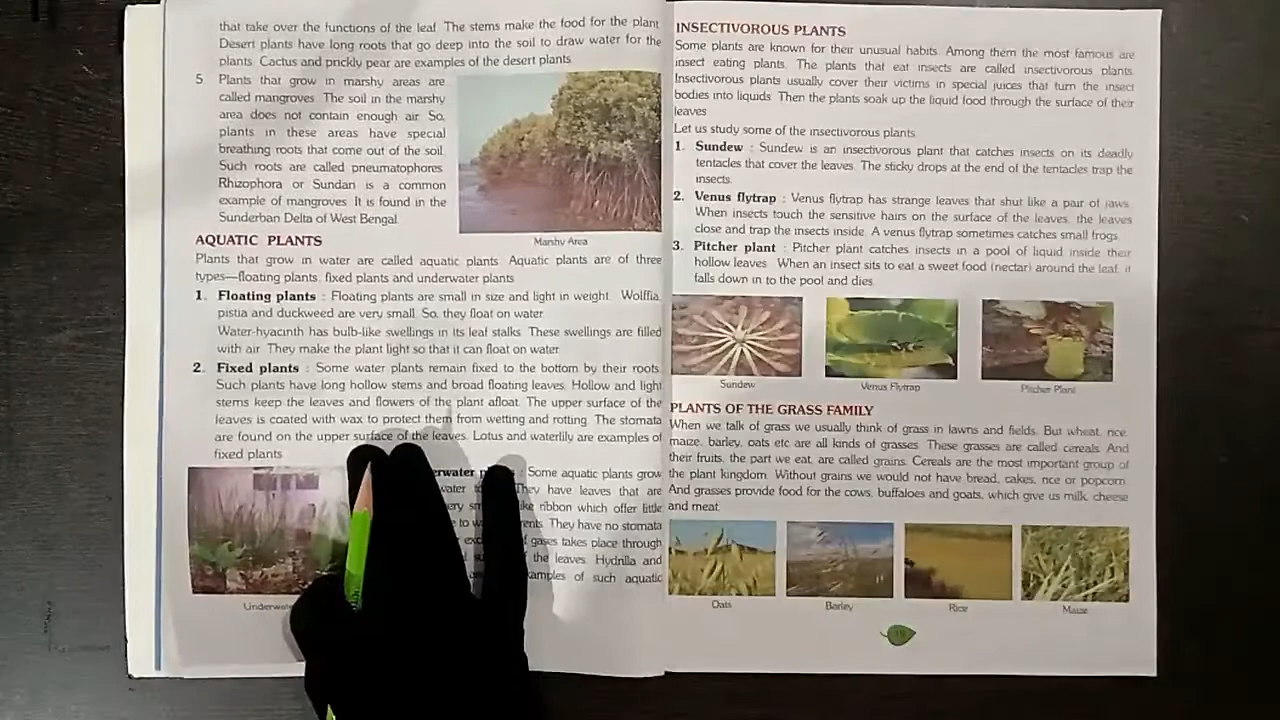 that take over the functions of the leaf. The stems make the food for the plant.
Desert plants have long roots that go deep into the soil to draw water for the
plants. Cactus and prickly pear are examples of the desert plants.
5. Plants that grow in marshy areas are
called mangroves. The soil in the marshy
area does not contain enough air. So,
plants in these areas have special
breathing roots that come out of the soil.
Such roots are called pneumatophores.
Rhizophora or Sundari is a common
example of mangroves. It is found in the
Sunderban Delta of West Bengal.
Marshy Area
AQUATIC PLANTS
Plants that grow in water are called aquatic plants. Aquatic plants are of three
types—floating plants, fixed plants and underwater plants.
1. Floating plants : Floating plants are small in size and light in weight. Wolffia,
pistia and duckweed are very small. So, they float on water.
Water-hyacinth has bulb-like swellings in its leaf stalks. These swellings are filled
with air. They make the plant light so that it can float on water.
2. Fixed plants : Some water plants remain fixed to the bottom by their roots.
Such plants have long hollow stems and broad floating leaves. Hollow and light
stems keep the leaves and flowers of the plant afloat. The upper surface of the
leaves is coated with wax to protect them from wetting and rotting. The stomata
are found on the upper surface of the leaves. Lotus and waterlily are examples of
fixed plants.
: Some aquatic plants grow
They have leaves that are
ribbon which offer little
They have no stomata
gases takes place through
the leaves. Hydrilla and
of such aquatic
INSECTIVOROUS PLANTS
Some plants are known for their unusual habits. Among them the most famous are
insect eating plants. The plants that eat insects are called insectivorous plants.
Insectivorous plants usually cover their victims in special juices that turn the insect
bodies into liquids. Then the plants soak up the liquid food through the surface of their
leaves.
Let us study some of the insectivorous plants.
1. Sundew : Sundew is an insectivorous plant that catches insects on its deadly
tentacles that cover the leaves. The sticky drops at the end of the tentacles trap the
insects.
2. Venus flytrap : Venus flytrap has strange leaves that shut like a pair of jaws.
When insects touch the sensitive hairs on the surface of the leaves, the leaves
close and trap the insects inside. A venus flytrap sometimes catches small frogs.
3. Pitcher plant : Pitcher plant catches insects in a pool of liquid inside their
hollow leaves. When an insect sits to eat a sweet food (nectar) around the leaf, it
falls down in to the pool and dies.
Sundew
Venus Flytrap
Pitcher Plant
PLANTS OF THE GRASS FAMILY
When we talk of grass we usually think of grass in lawns and fields. But wheat, rice,
maize, barley, oats etc are all kinds of grasses. These grasses are called cereals. And
their fruits, the part we eat, are called grains. Cereals are the most important group of
the plant kingdom. Without grains we would not have bread, cakes, rice or popcorn.
And grasses provide food for the cows, buffaloes and goats, which give us milk, cheese
and meat.
Oats
Barley
Rice
Maize